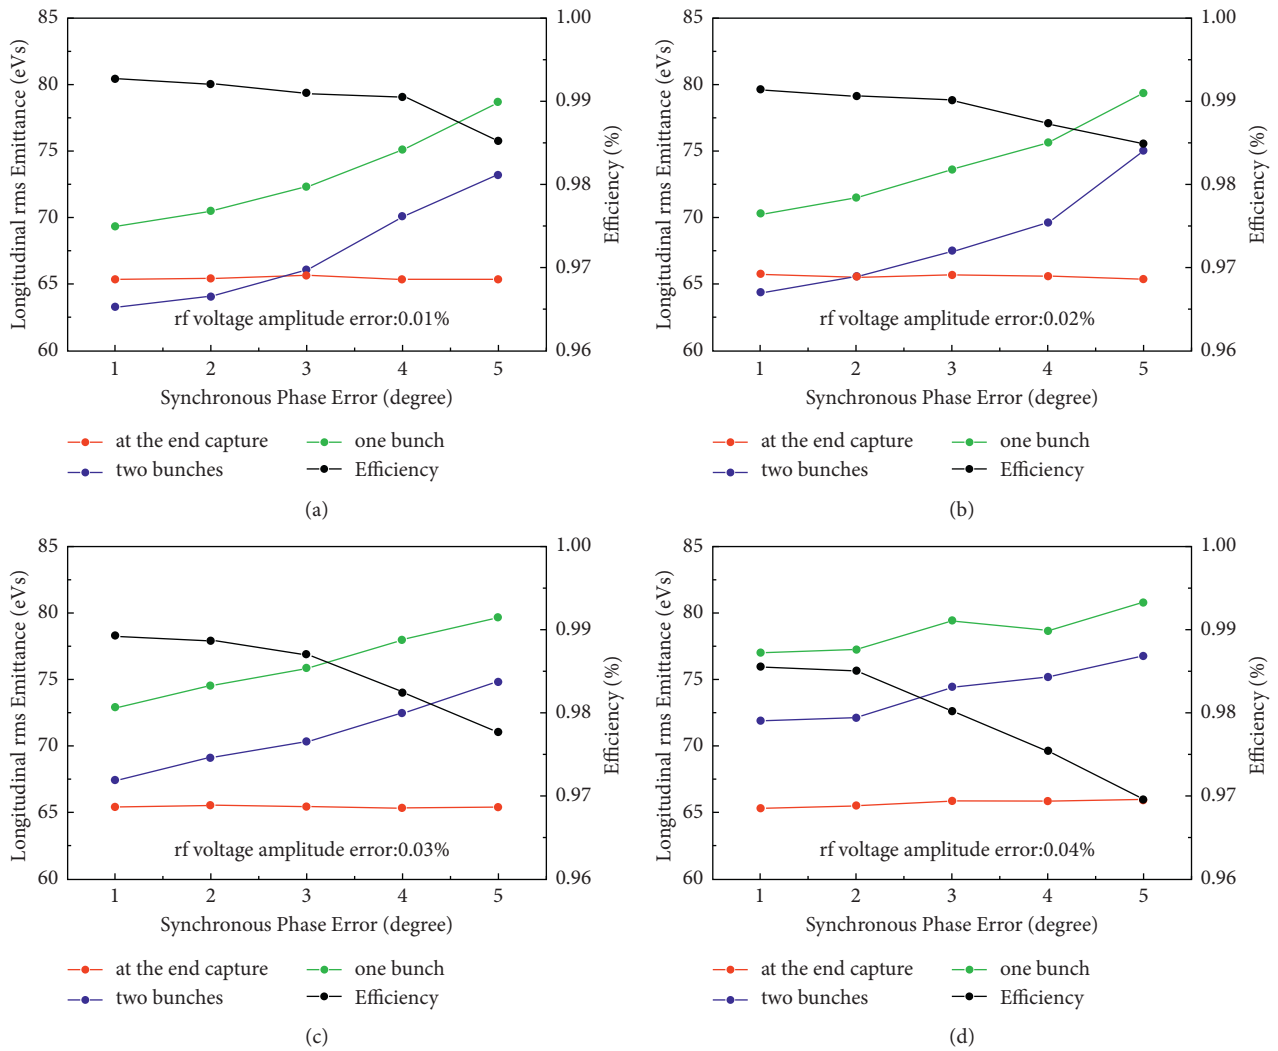 85
80
75
70
65
60
Longitudinal rms Emittance (eVs)
1.00
0.99
0.98
0.97
0.96
Efficiency (%)
rf voltage amplitude error:0.01%
1 2 3 4 5
Synchronous Phase Error (degree)
at the end capture one bunch
two bunches Efficiency
(a)
85
80
75
70
65
60
Longitudinal rms Emittance (eVs)
1.00
0.99
0.98
0.97
0.96
Efficiency (%)
rf voltage amplitude error:0.02%
1 2 3 4 5
Synchronous Phase Error (degree)
at the end capture one bunch
two bunches Efficiency
(b)
85
80
75
70
65
60
Longitudinal rms Emittance (eVs)
1.00
0.99
0.98
0.97
0.96
Efficiency (%)
rf voltage amplitude error:0.03%
1 2 3 4 5
Synchronous Phase Error (degree)
at the end capture one bunch
two bunches Efficiency
(c)
85
80
75
70
65
60
Longitudinal rms Emittance (eVs)
1.00
0.99
0.98
0.97
0.96
Efficiency (%)
rf voltage amplitude error:0.04%
1 2 3 4 5
Synchronous Phase Error (degree)
at the end capture one bunch
two bunches Efficiency
(d)